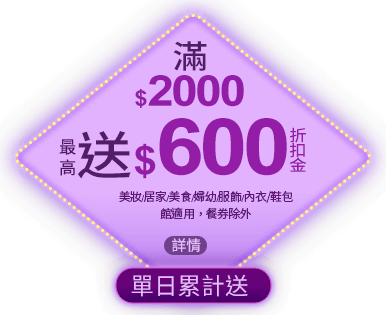 滿
$2000
最高送$600折扣金
美妝/居家/美食/婦幼/服飾/內衣/鞋包
館適用，餐券除外
詳情
單日累計送